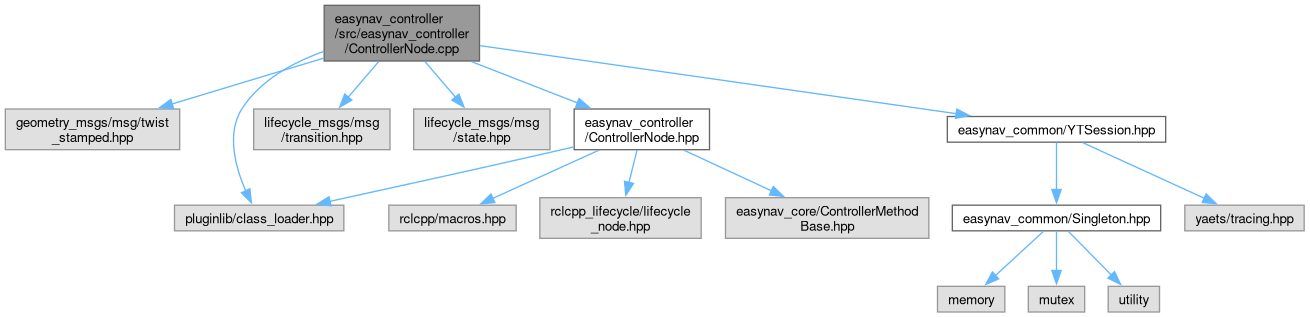 easynav_controller
/src/easynav_controller
/ControllerNode.cpp
geometry_msgs/msg/twist
_stamped.hpp
lifecycle_msgs/msg
/transition.hpp
lifecycle_msgs/msg
/state.hpp
easynav_controller
/ControllerNode.hpp
easynav_common/YTSession.hpp
pluginlib/class_loader.hpp
rclcpp/macros.hpp
rclcpp_lifecycle/lifecycle
_node.hpp
easynav_core/ControllerMethod
Base.hpp
easynav_common/Singleton.hpp
yaets/tracing.hpp
memory
mutex
utility